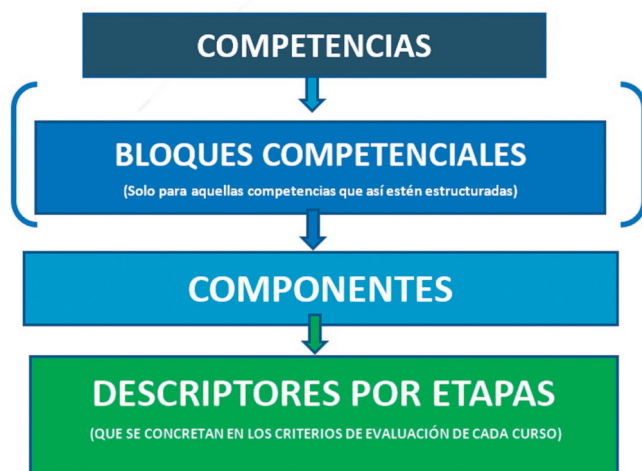 COMPETENCIAS
BLOQUES COMPETENCIALES
(Solo para aquellas competencias que así estén estructuradas)
COMPONENTES
DESCRIPTORES POR ETAPAS
(QUE SE CONCRETAN EN LOS CRITERIOS DE EVALUACIÓN DE CADA CURSO)